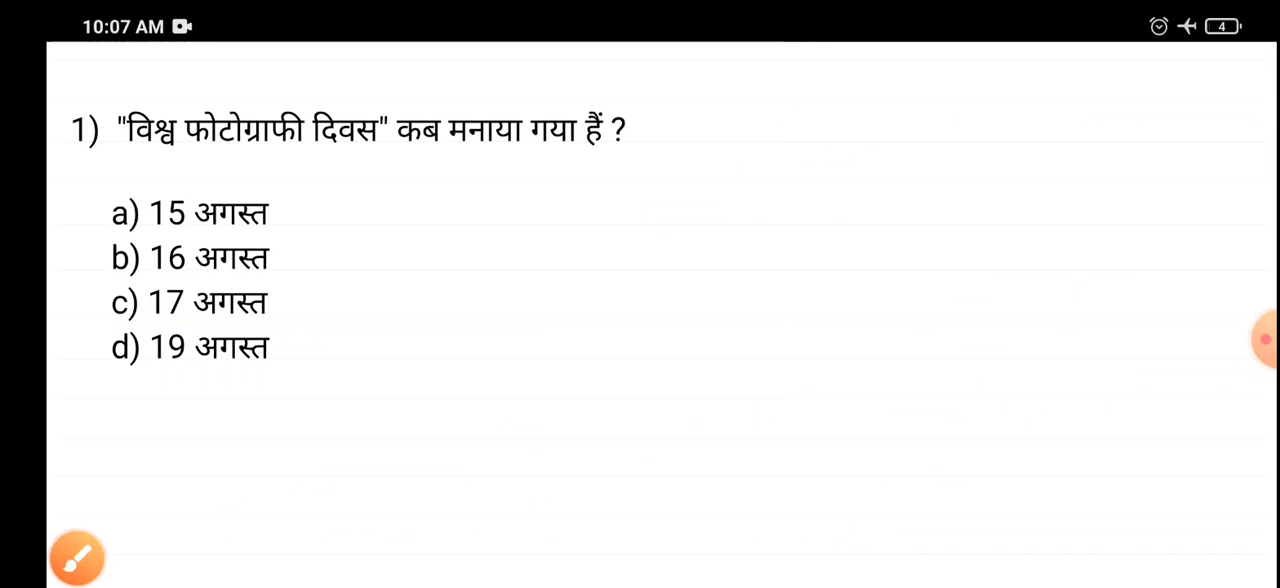 10:07 AM
4
1) "विश्व फोटोग्राफी दिवस" कब मनाया गया हैं ?
a) 15 अगस्त
b) 16 अगस्त
c) 17 अगस्त
d) 19 अगस्त